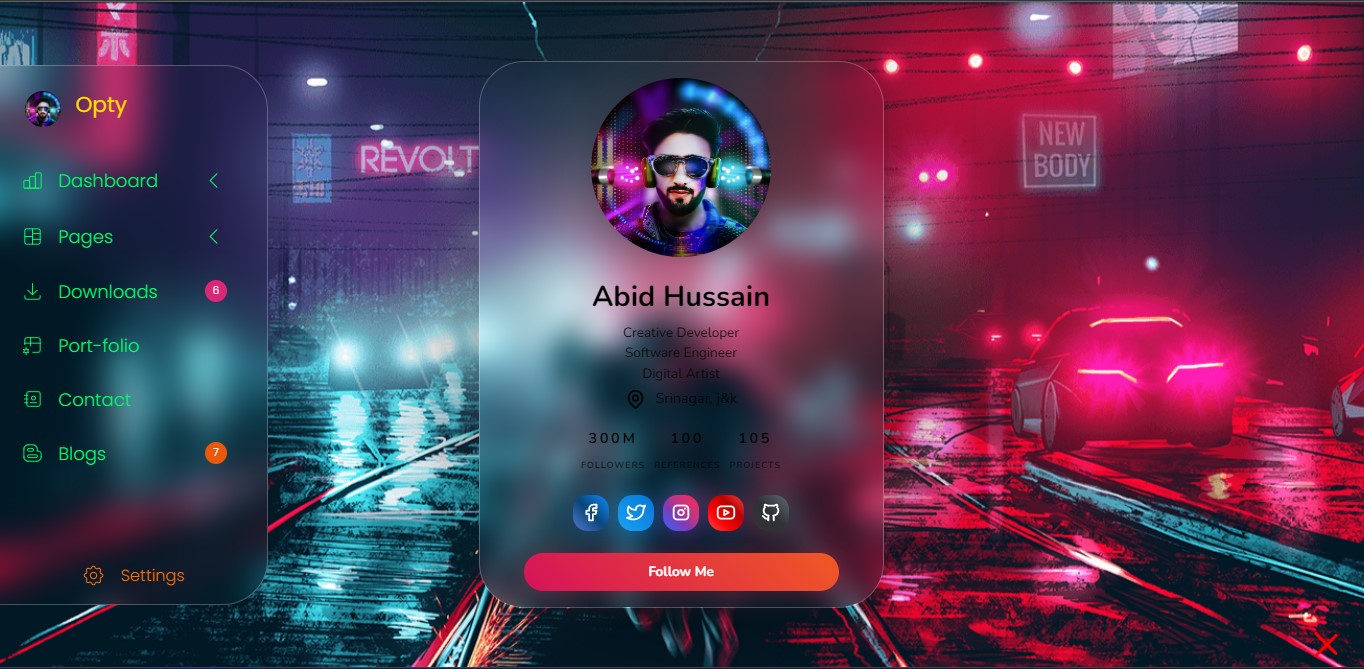 Opty
Dashboard
Pages
Downloads 6
Port-folio
Contact
Blogs 7
Settings
REVOLT
NEW
BODY
Abid Hussain
Creative Developer
Software Engineer
Digital Artist
Srinagar, j&k
300M 100 105
FOLLOWERS REFERENCES PROJECTS
Follow Me